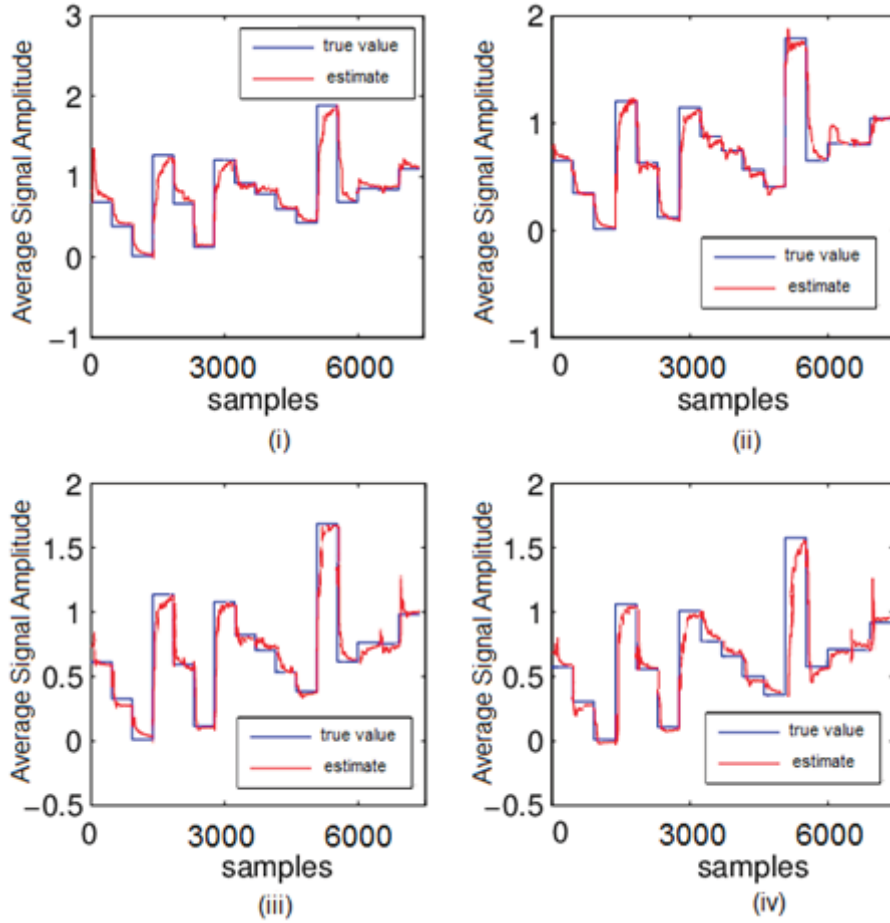 3
2
1
0
−1
Average Signal Amplitude
true value
estimate
0 3000 6000
samples
(i)
2
1
0
−1
Average Signal Amplitude
true value
estimate
0 3000 6000
samples
(ii)
2
1.5
1
0.5
0
−0.5
Average Signal Amplitude
true value
estimate
0 3000 6000
samples
(iii)
2
1.5
1
0.5
0
−0.5
Average Signal Amplitude
true value
estimate
0 3000 6000
samples
(iv)